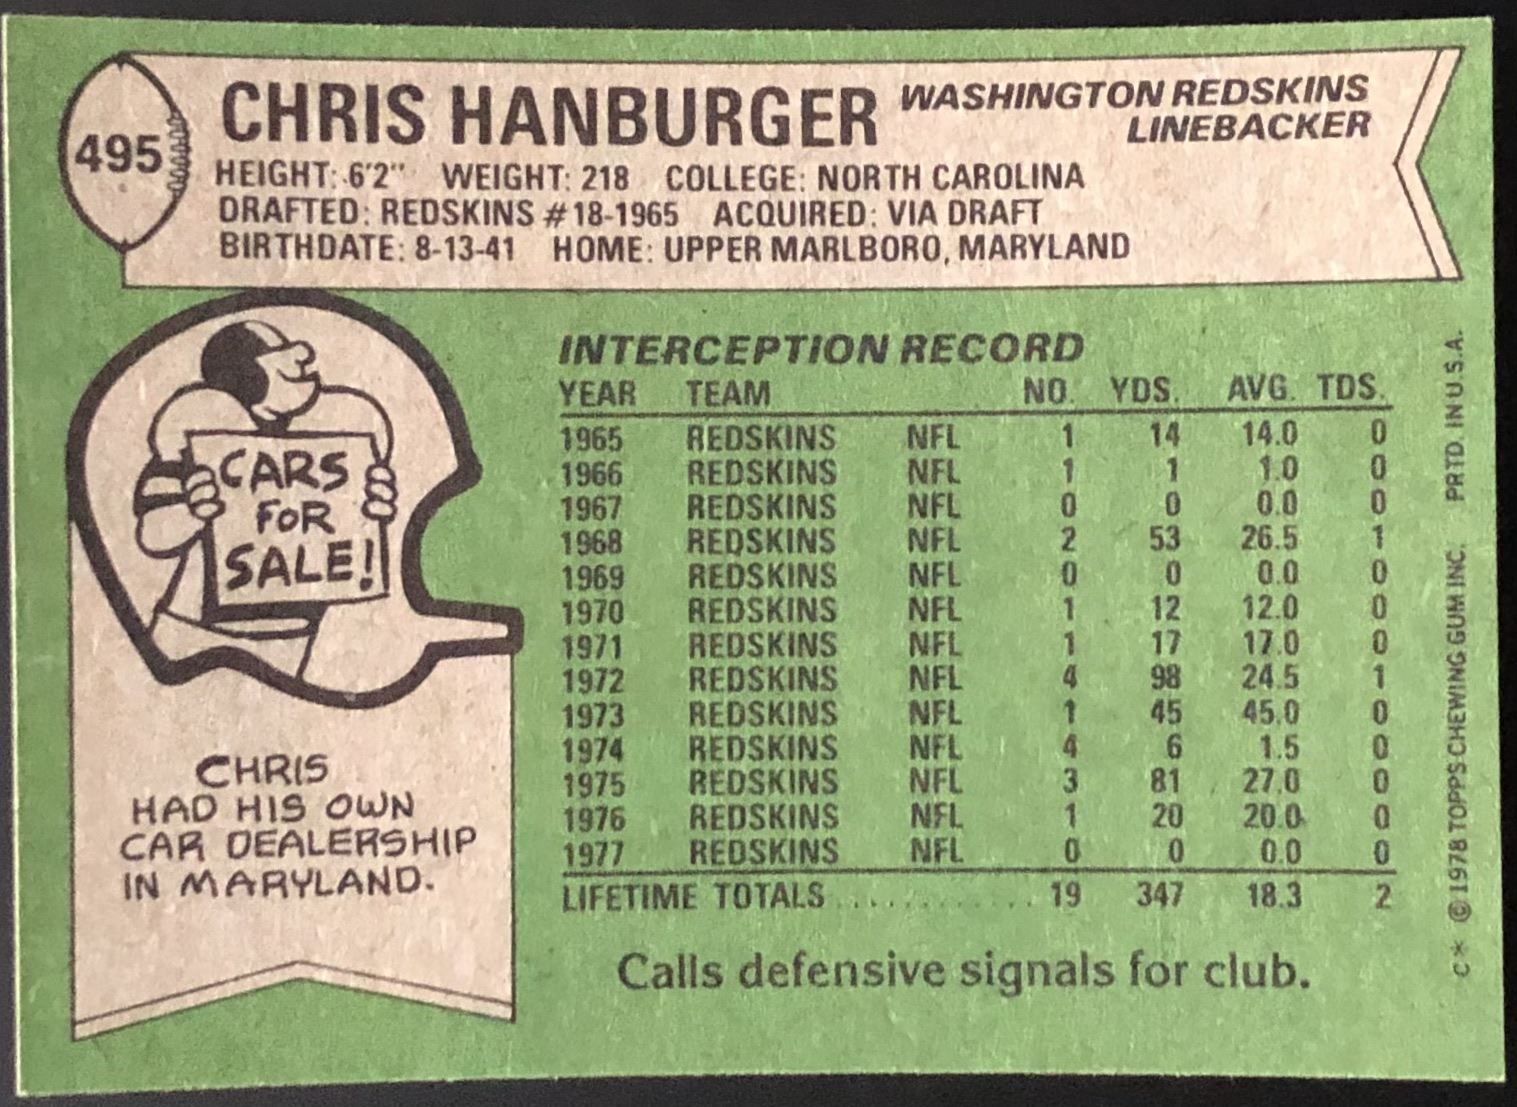 495
CHRIS HANBURGER
WASHINGTON REDSKINS
LINEBACKER
HEIGHT: 6'2" WEIGHT: 218 COLLEGE: NORTH CAROLINA
DRAFTED: REDSKINS #18-1965 ACQUIRED: VIA DRAFT
BIRTHDATE: 8-13-41 HOME: UPPER MARLBORO, MARYLAND
CARS
FOR
SALE!
CHRIS
HAD HIS OWN
CAR DEALERSHIP
IN MARYLAND.
INTERCEPTION RECORD
YEAR TEAM NO. YDS. AVG. TDS.
1965 REDSKINS NFL 1 14 14.0 0
1966 REDSKINS NFL 1 1 1.0 0
1967 REDSKINS NFL 0 0 0.0 0
1968 REDSKINS NFL 2 53 26.5 1
1969 REDSKINS NFL 0 0 0.0 0
1970 REDSKINS NFL 1 12 12.0 0
1971 REDSKINS NFL 1 17 17.0 0
1972 REDSKINS NFL 4 98 24.5 1
1973 REDSKINS NFL 1 45 45.0 0
1974 REDSKINS NFL 4 6 1.5 0
1975 REDSKINS NFL 3 81 27.0 0
1976 REDSKINS NFL 1 20 20.0 0
1977 REDSKINS NFL 0 0 0.0 0
LIFETIME TOTALS ............ 19 347 18.3 2
Calls defensive signals for club.
C* © 1978 TOPPS CHEWING GUM INC. PRTD. IN U.S.A.